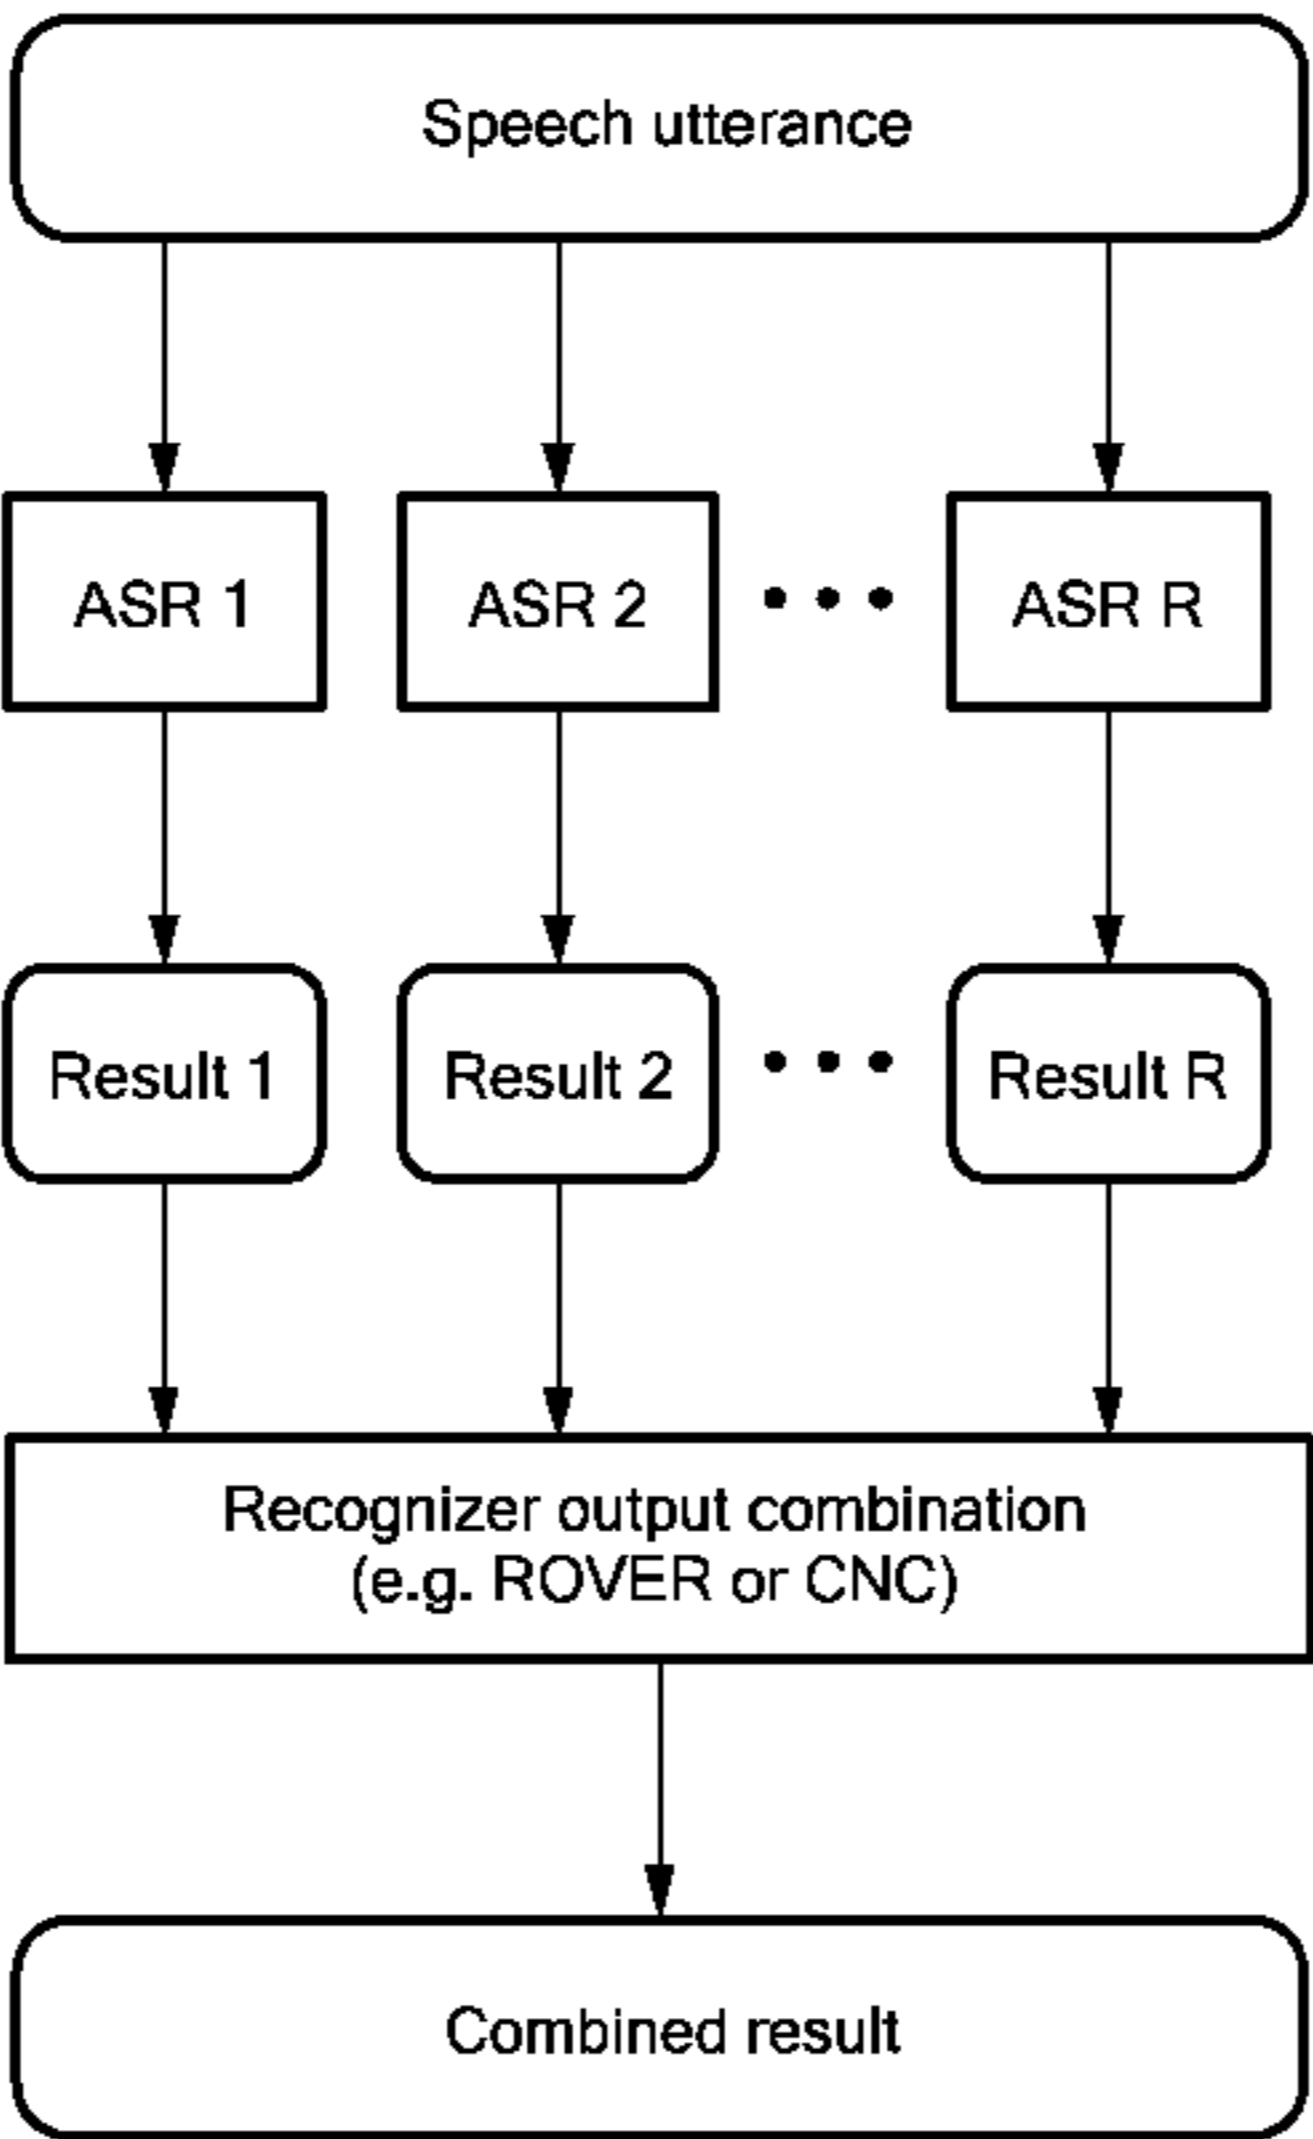 Speech utterance
ASR 1
ASR 2
ASR R
Result 1
Result 2
Result R
Recognizer output combination
(e.g. ROVER or CNC)
Combined result